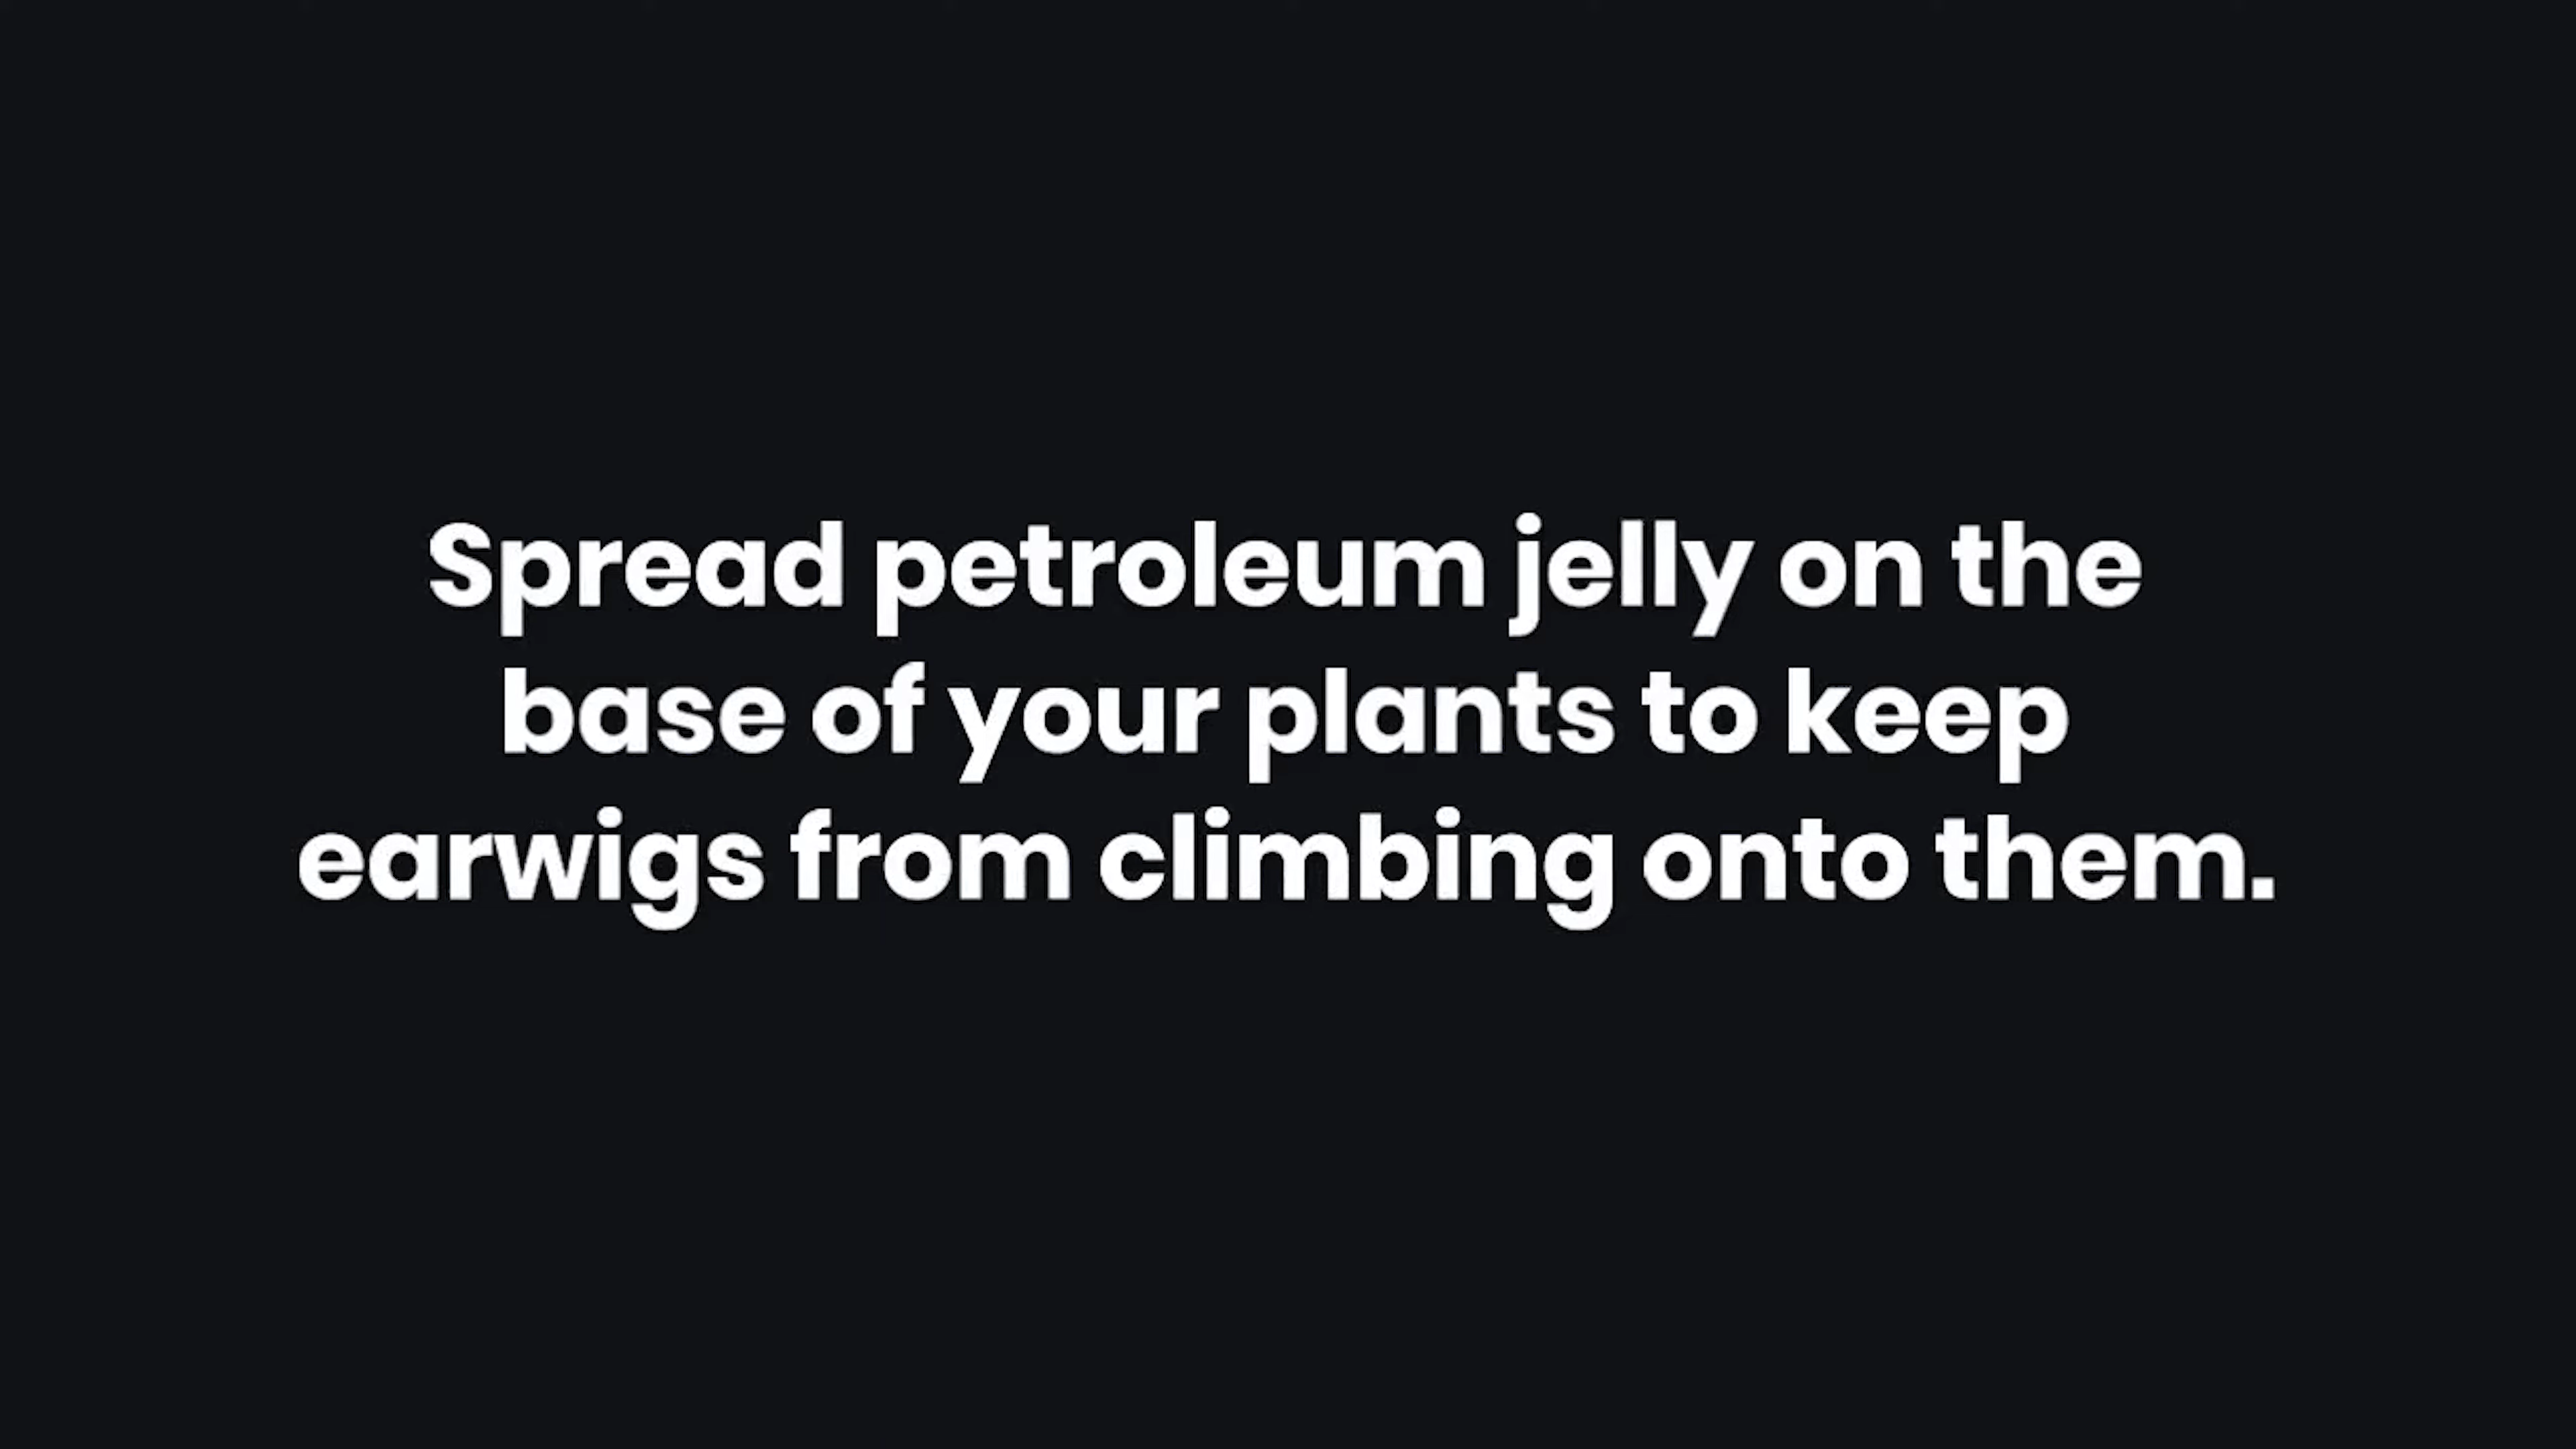 Spread petroleum jelly on the
base of your plants to keep
earwigs from climbing onto them.